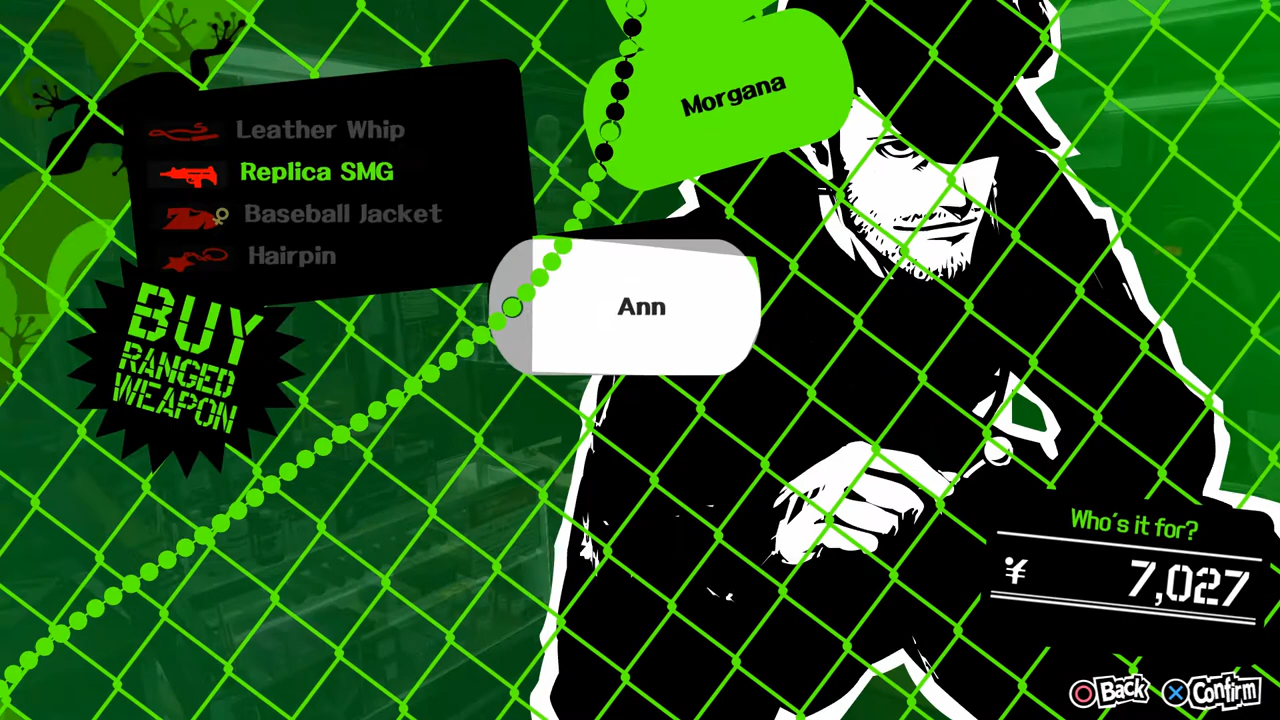 Morgana
Leather Whip
Replica SMG
Baseball Jacket
Hairpin
Ann
BUY
RANGED
WEAPON
Who's it for?
¥ 7,027
Back Confirm